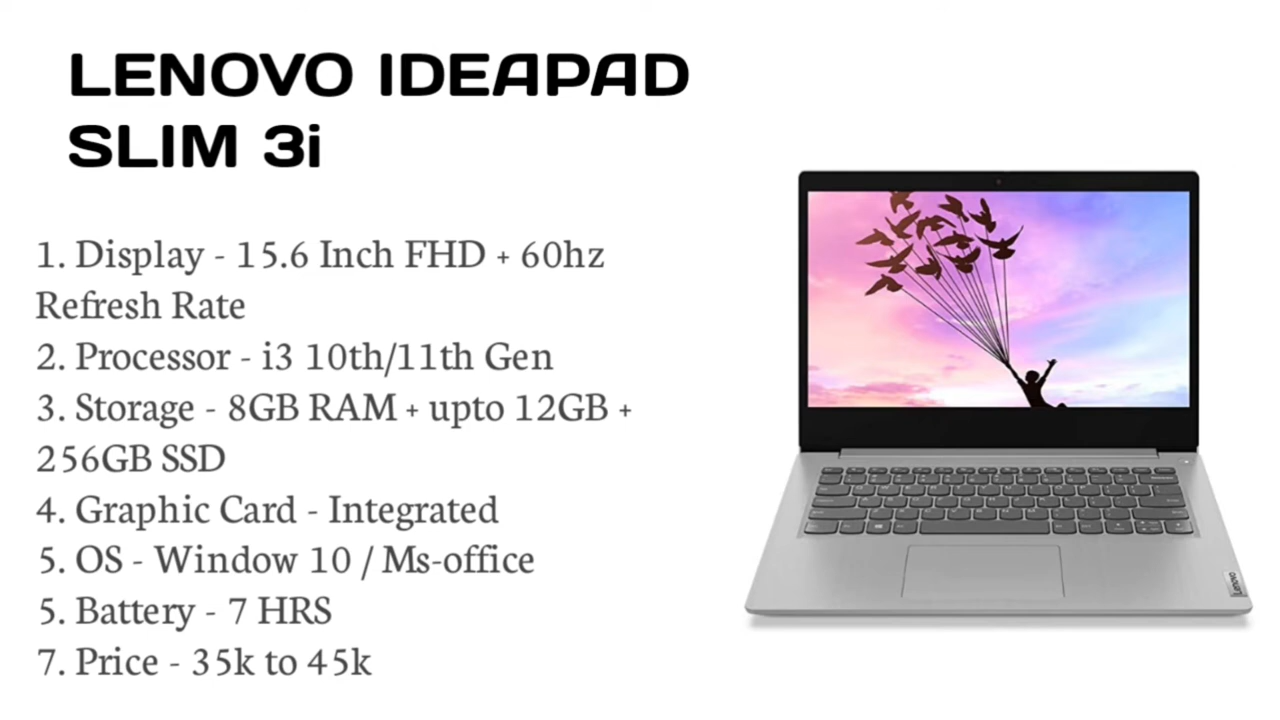 LENOVO IDEAPAD
SLIM 3i
1. Display - 15.6 Inch FHD + 60hz
Refresh Rate
2. Processor - i3 10th/11th Gen
3. Storage - 8GB RAM + upto 12GB +
256GB SSD
4. Graphic Card - Integrated
5. OS - Window 10 / Ms-office
5. Battery - 7 HRS
7. Price - 35k to 45k
Lenovo